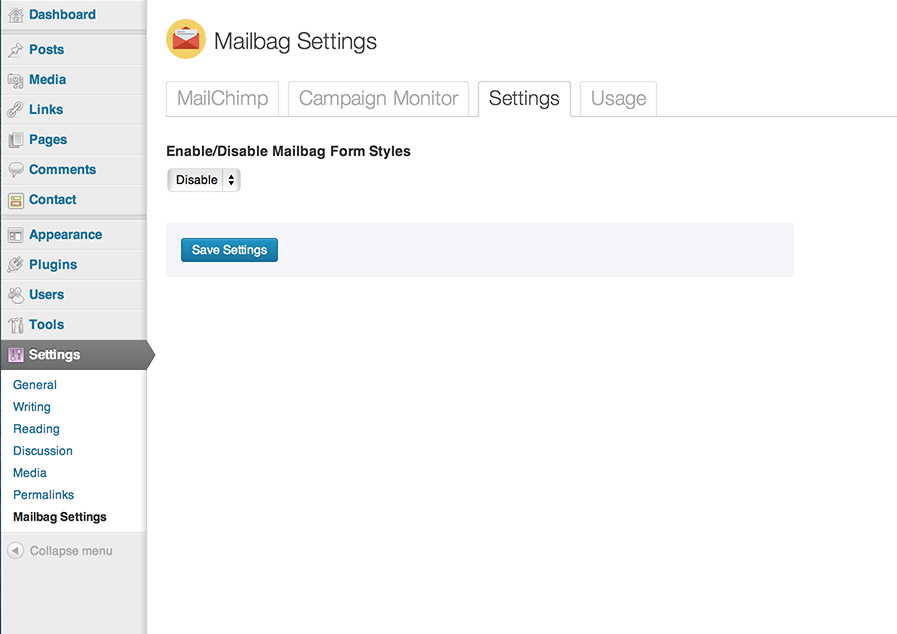 Dashboard
Posts
Media
Links
Pages
Comments
Contact
Appearance
Plugins
Users
Tools
Settings
General
Writing
Reading
Discussion
Media
Permalinks
Mailbag Settings
Collapse menu
Mailbag Settings
MailChimp Campaign Monitor Settings Usage
Enable/Disable Mailbag Form Styles
Disable
Save Settings